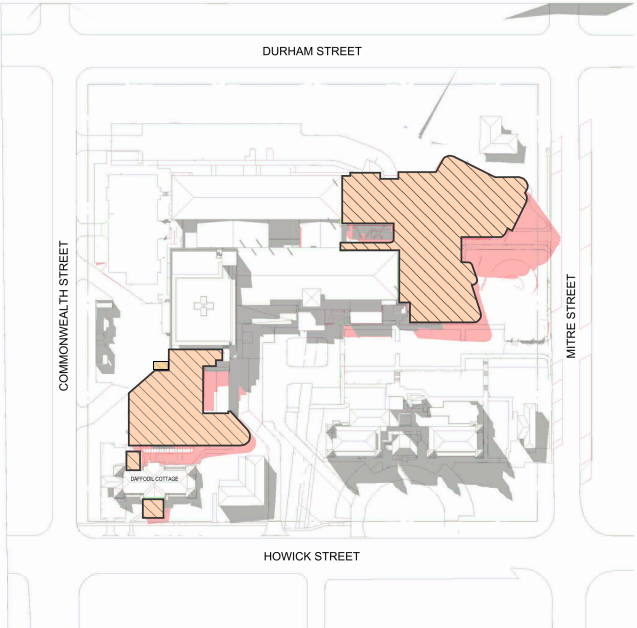 DURHAM STREET
COMMONWEALTH STREET
MITRE STREET
DAFFODIL COTTAGE
HOWICK STREET